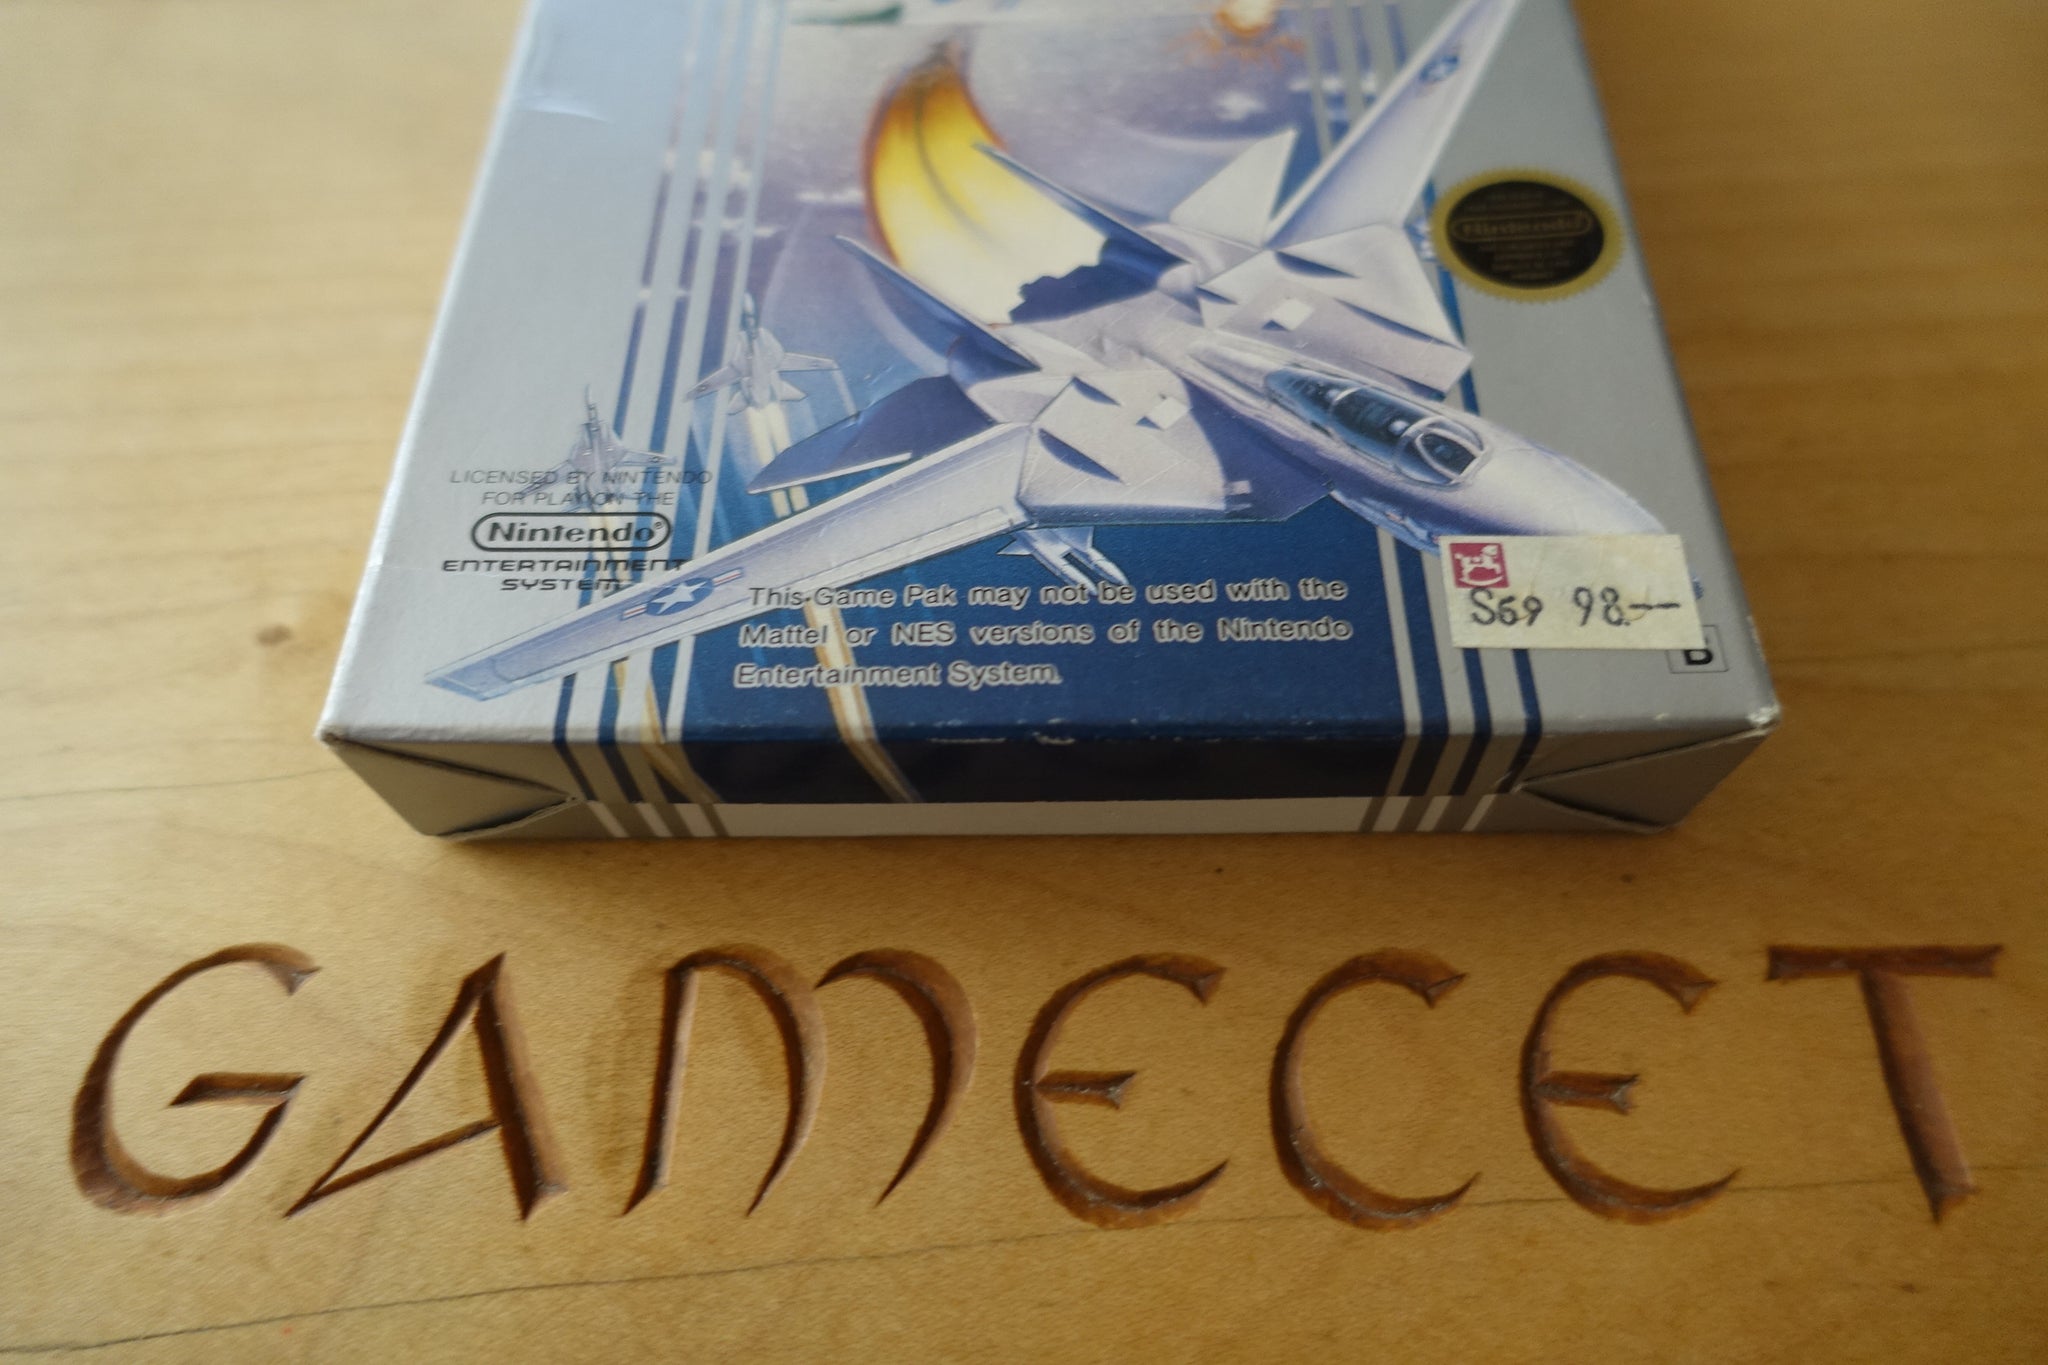 Nintendo
LICENSED BY NINTENDO
FOR PLAY ON THE
Nintendo®
ENTERTAINMENT
SYSTEM
This Game Pak may not be used with the
Mattel or NES versions of the Nintendo
Entertainment System.
S69 98.--
B
GAMECET